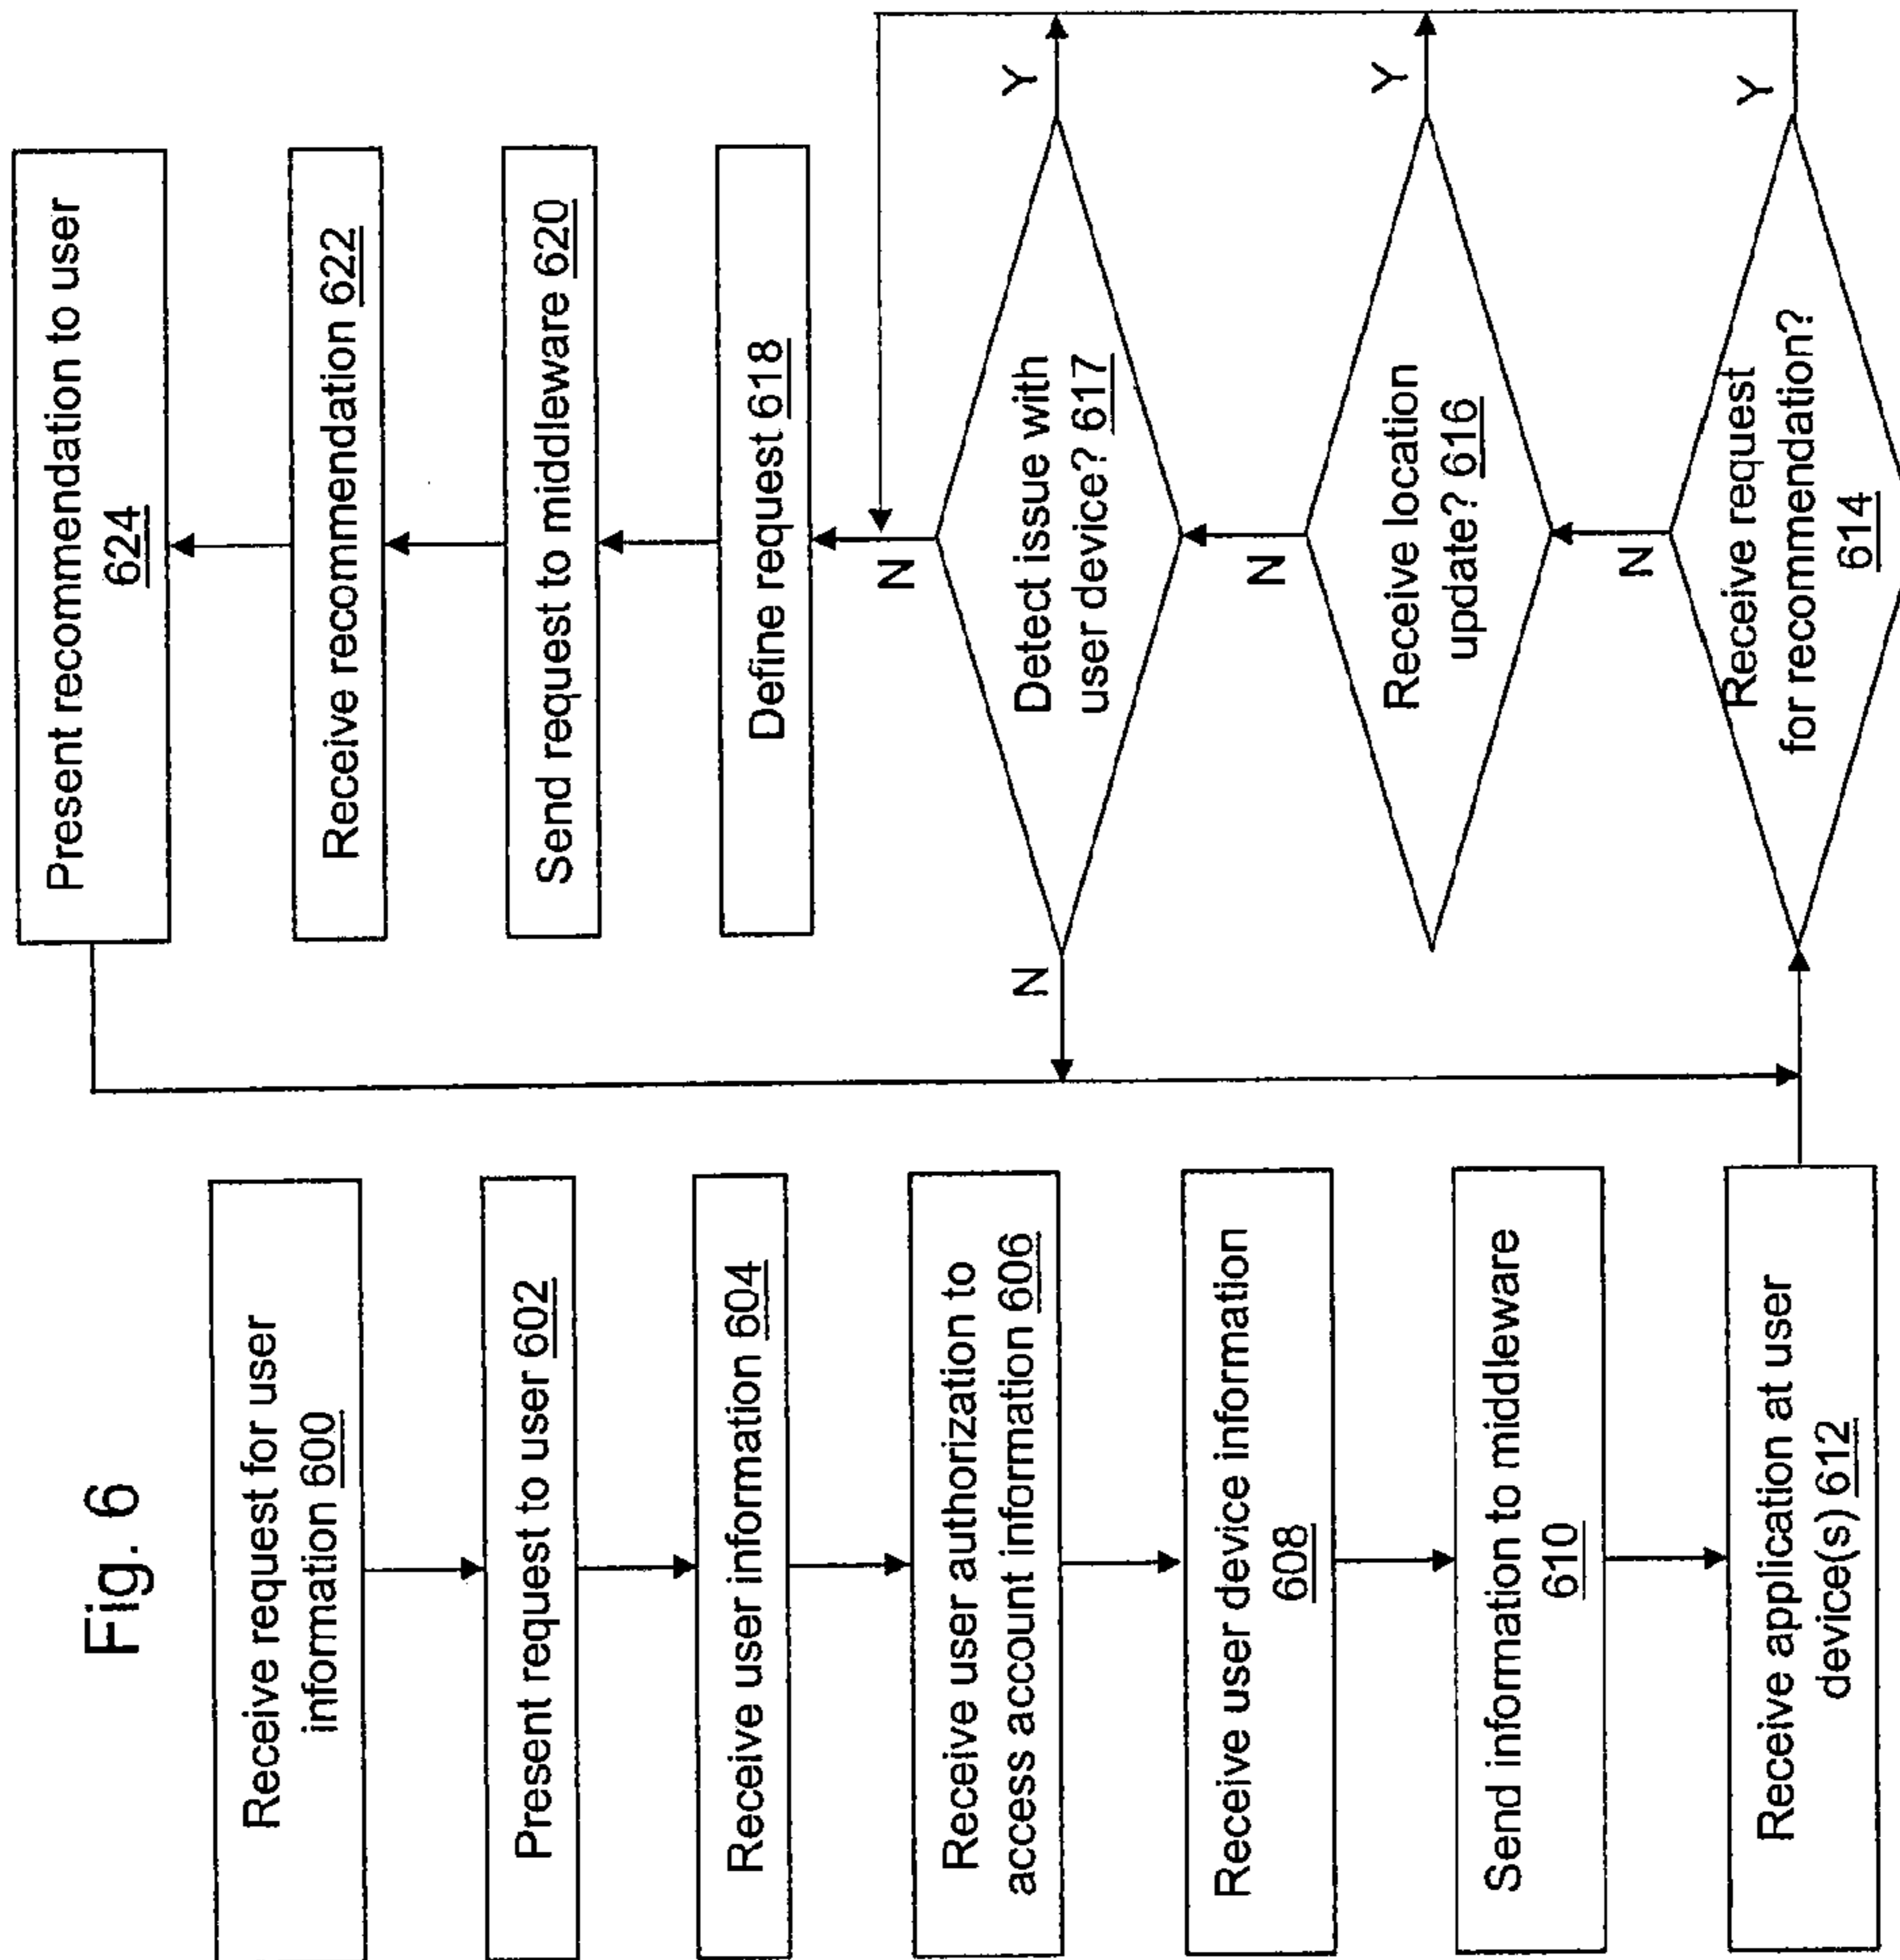 Fig. 6
Receive request for user
information 600
Present request to user 602
Receive user information 604
Receive user authorization to
access account information 606
Receive user device information
608
Send information to middleware
610
Receive application at user
device(s) 612
Receive request
for recommendation?
614
Y
N
Receive location
update? 616
Y
N
Detect issue with
user device? 617
Y
N
N
Define request 618
Send request to middleware 620
Receive recommendation 622
Present recommendation to user
624